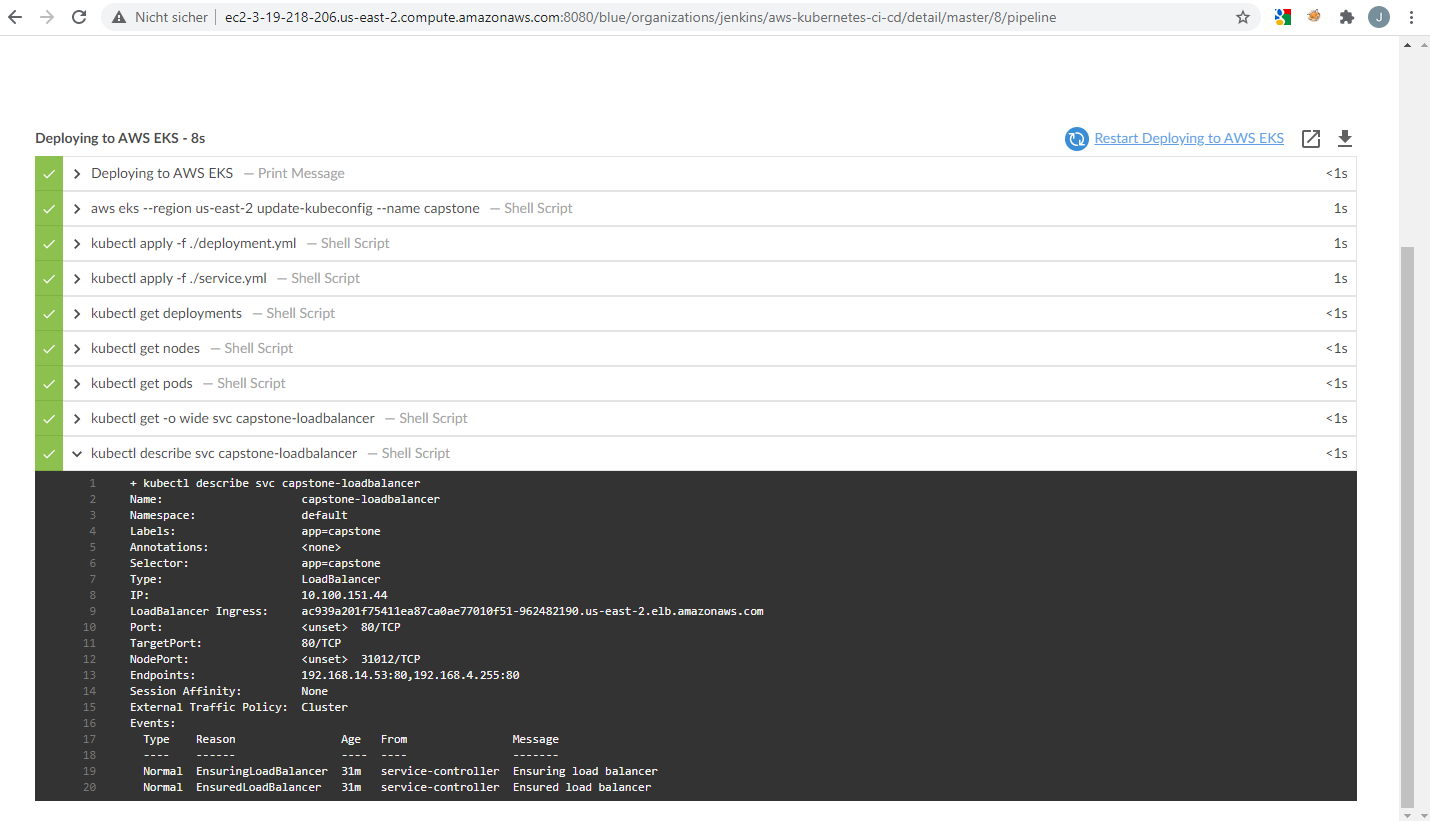 Nicht sicher ec2-3-19-218-206.us-east-2.compute.amazonaws.com:8080/blue/organizations/jenkins/aws-kubernetes-ci-cd/detail/master/8/pipeline J
Deploying to AWS EKS - 8s Restart Deploying to AWS EKS
Deploying to AWS EKS — Print Message <1s
aws eks --region us-east-2 update-kubeconfig --name capstone — Shell Script 1s
kubectl apply -f ./deployment.yml — Shell Script 1s
kubectl apply -f ./service.yml — Shell Script 1s
kubectl get deployments — Shell Script <1s
kubectl get nodes — Shell Script <1s
kubectl get pods — Shell Script <1s
kubectl get -o wide svc capstone-loadbalancer — Shell Script <1s
kubectl describe svc capstone-loadbalancer — Shell Script <1s
1 + kubectl describe svc capstone-loadbalancer
2 Name: capstone-loadbalancer
3 Namespace: default
4 Labels: app=capstone
5 Annotations: <none>
6 Selector: app=capstone
7 Type: LoadBalancer
8 IP: 10.100.151.44
9 LoadBalancer Ingress: ac939a201f75411ea87ca0ae77010f51-962482190.us-east-2.elb.amazonaws.com
10 Port: <unset> 80/TCP
11 TargetPort: 80/TCP
12 NodePort: <unset> 31012/TCP
13 Endpoints: 192.168.14.53:80,192.168.4.255:80
14 Session Affinity: None
15 External Traffic Policy: Cluster
16 Events:
17 Type Reason Age From Message
18 ---- ------ ---- ---- -------
19 Normal EnsuringLoadBalancer 31m service-controller Ensuring load balancer
20 Normal EnsuredLoadBalancer 31m service-controller Ensured load balancer